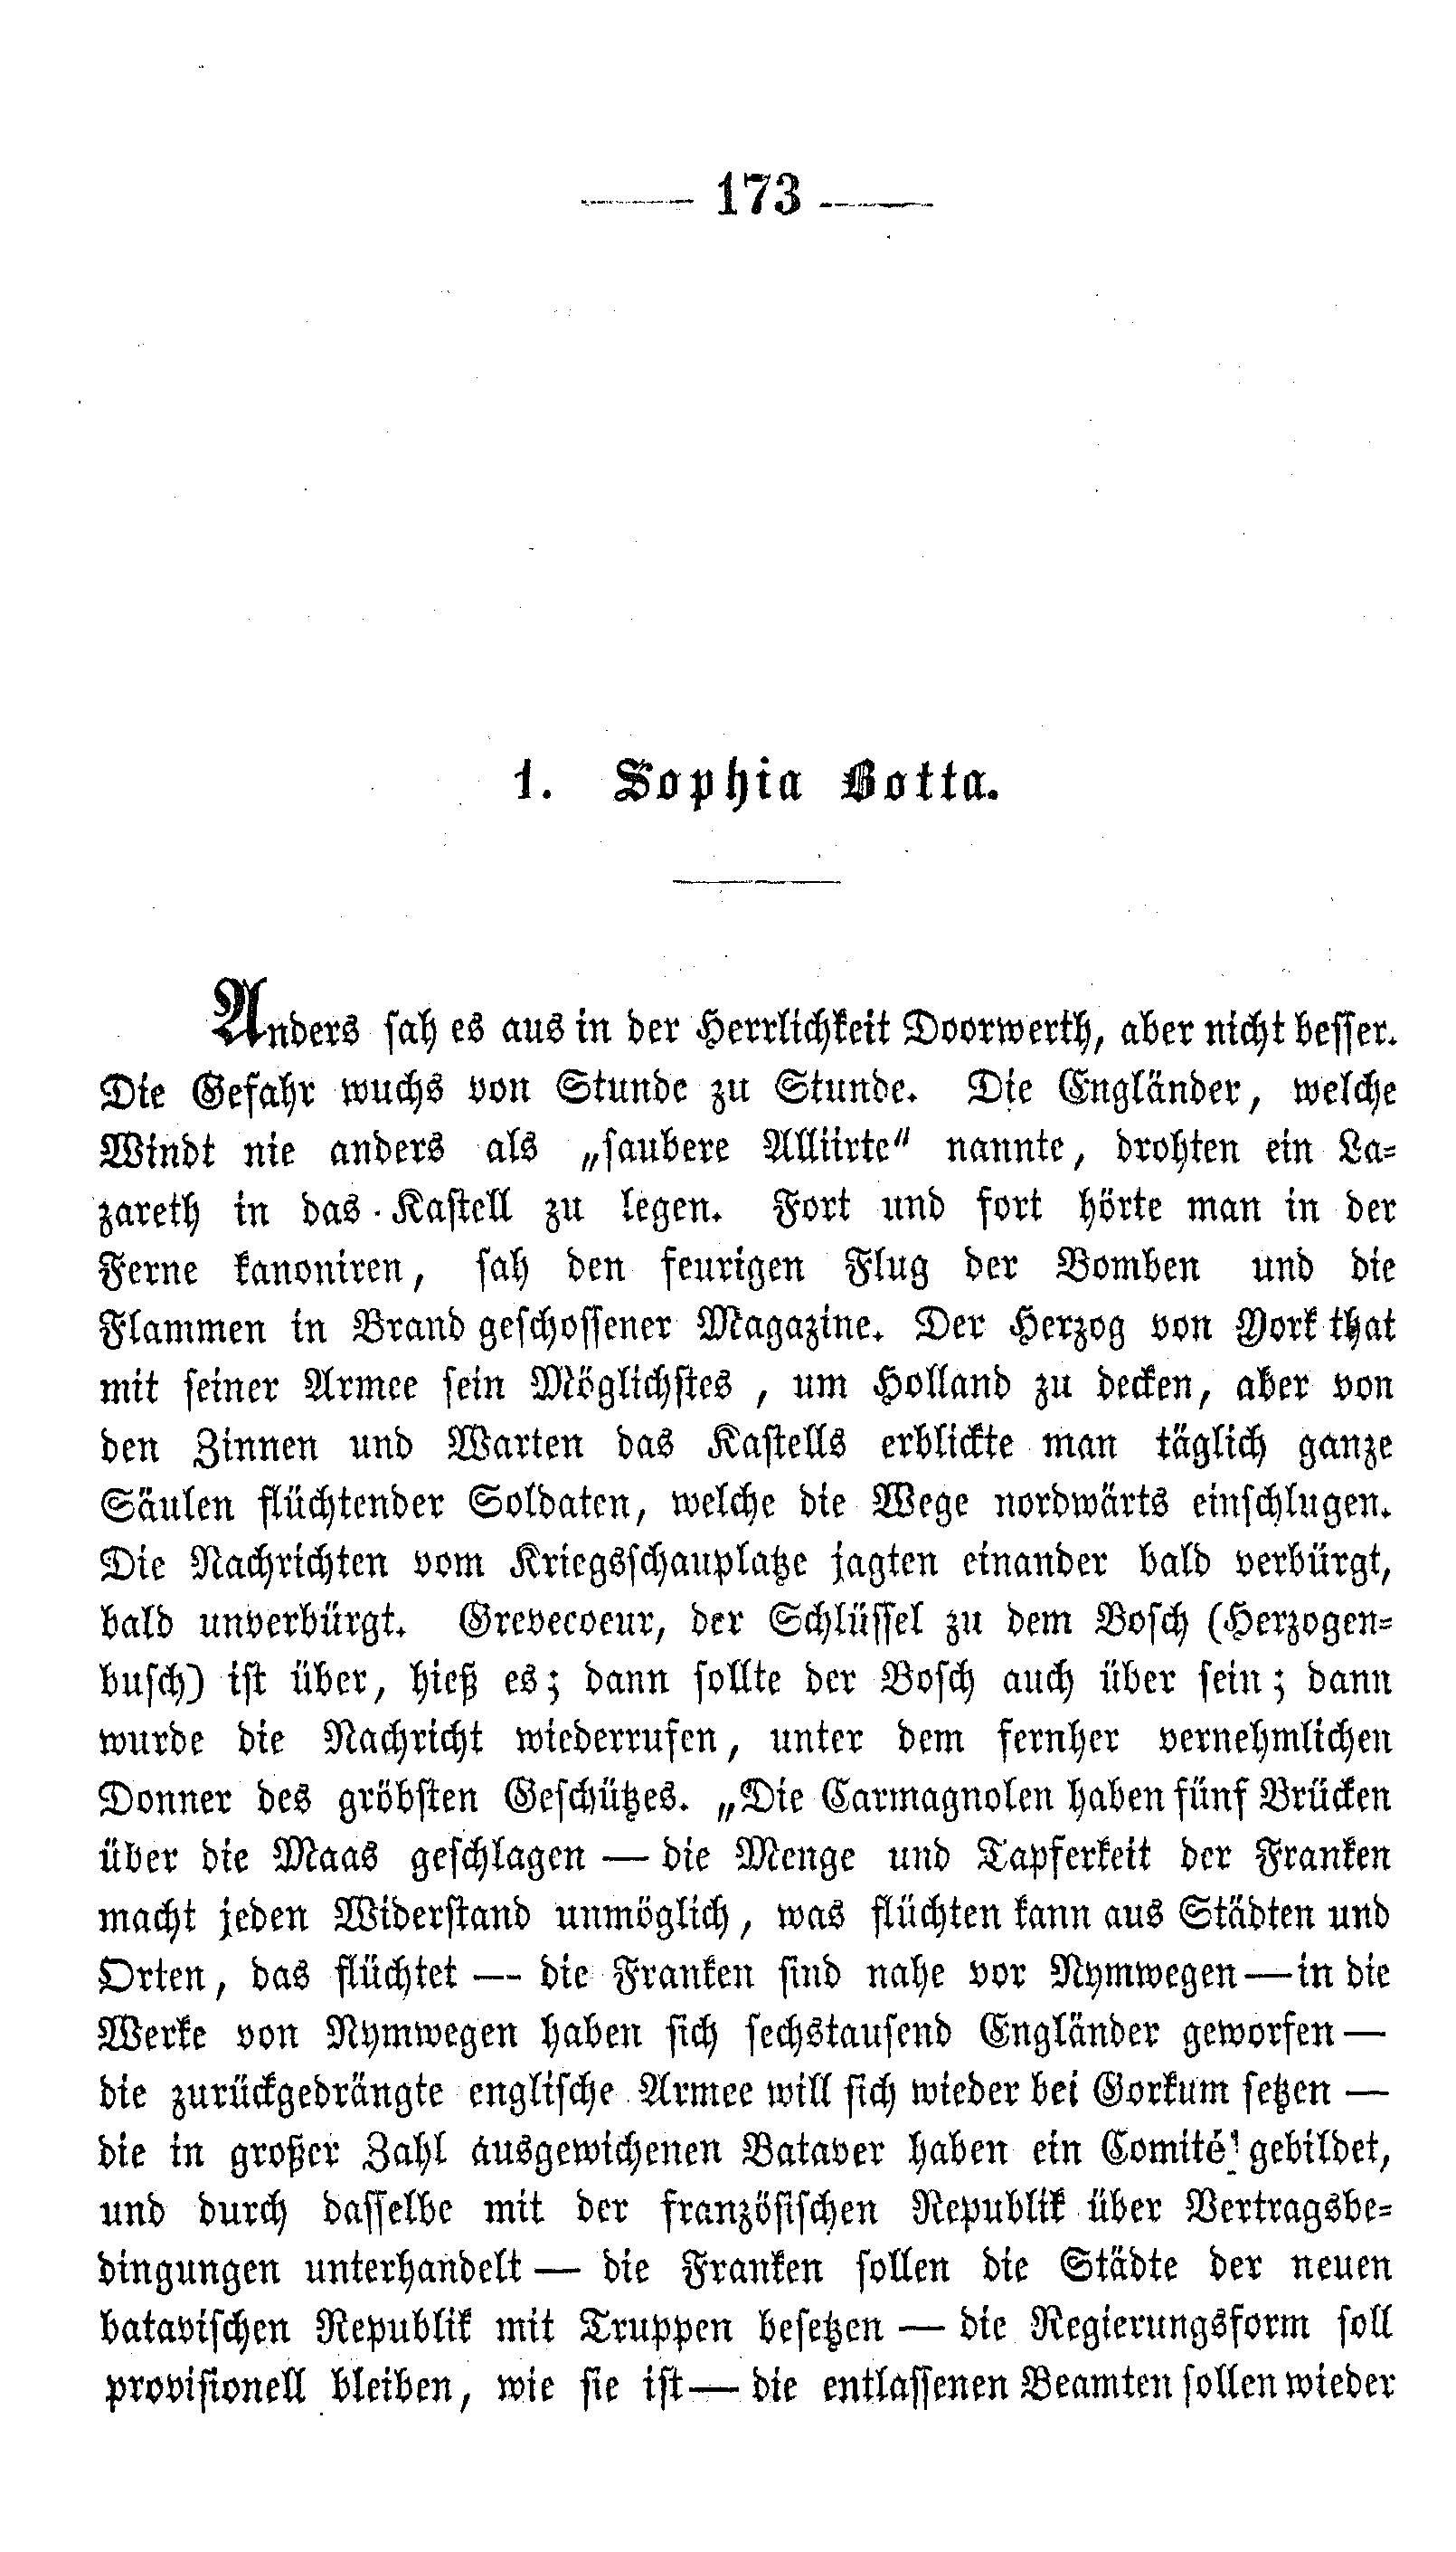 — 173 —
1. Sophia Botta.
Anders sah es aus in der Herrlichkeit Doorwerth, aber nicht besser.
Die Gefahr wuchs von Stunde zu Stunde. Die Engländer, welche
Windt nie anders als „saubere Alliirte“ nannte, drohten ein La-
zareth in das Kastell zu legen. Fort und fort hörte man in der
Ferne kanoniren, sah den feurigen Flug der Bomben und die
Flammen in Brand geschossener Magazine. Der Herzog von York that
mit seiner Armee sein Möglichstes, um Holland zu decken, aber von
den Zinnen und Warten das Kastells erblickte man täglich ganze
Säulen flüchtender Soldaten, welche die Wege nordwärts einschlugen.
Die Nachrichten vom Kriegsschauplatze jagten einander bald verbürgt,
bald unverbürgt. Grevecoeur, der Schlüssel zu dem Bosch (Herzogen-
busch) ist über, hieß es; dann sollte der Bosch auch über sein; dann
wurde die Nachricht wiederrufen, unter dem fernher vernehmlichen
Donner des gröbsten Geschützes. „Die Carmagnolen haben fünf Brücken
über die Maas geschlagen — die Menge und Tapferkeit der Franken
macht jeden Widerstand unmöglich, was flüchten kann aus Städten und
Orten, das flüchtet — die Franken sind nahe vor Nymwegen — in die
Werke von Nymwegen haben sich sechstausend Engländer geworfen —
die zurückgedrängte englische Armee will sich wieder bei Gorkum setzen —
die in großer Zahl ausgewichenen Bataver haben ein Comité gebildet,
und durch dasselbe mit der französischen Republik über Vertragsbe-
dingungen unterhandelt — die Franken sollen die Städte der neuen
batavischen Republik mit Truppen besetzen — die Regierungsform soll
provisionell bleiben, wie sie ist — die entlassenen Beamten sollen wieder